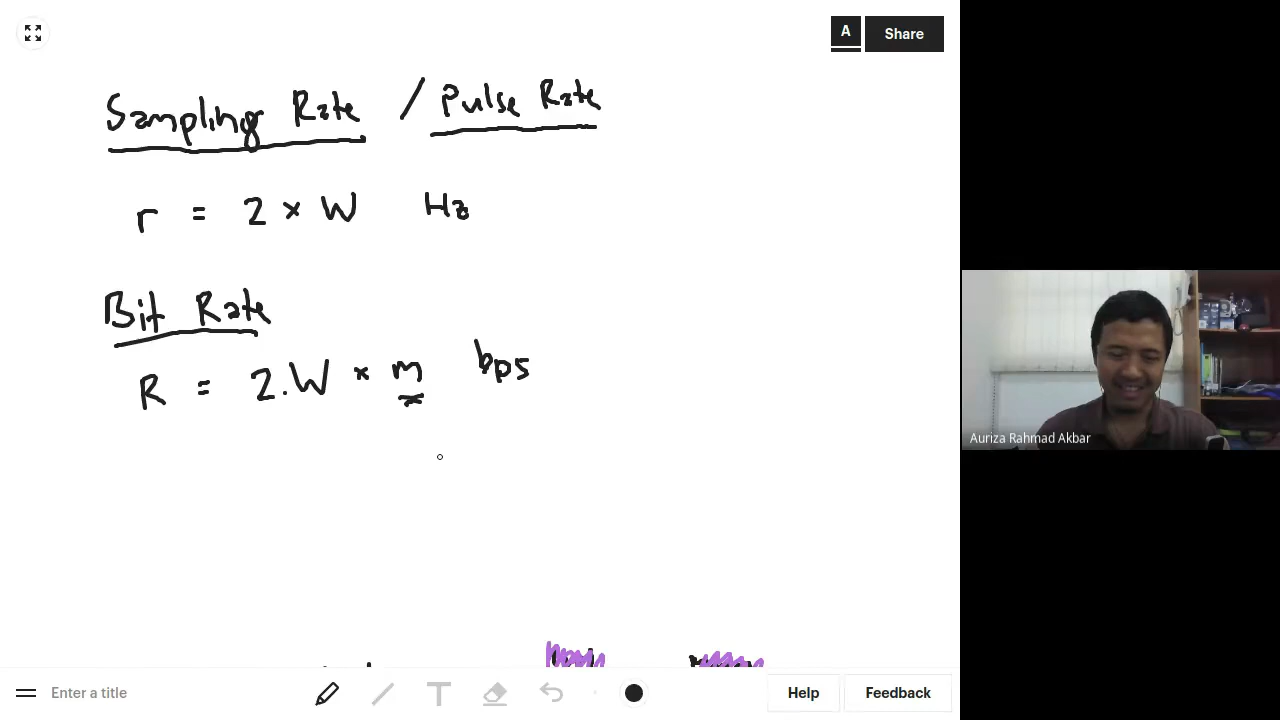 A Share
Sampling Rate / Pulse Rate
r = 2 × W Hz
Bit Rate
R = 2.W × m bps
Auriza Rahmad Akbar
Enter a title
T
Help
Feedback